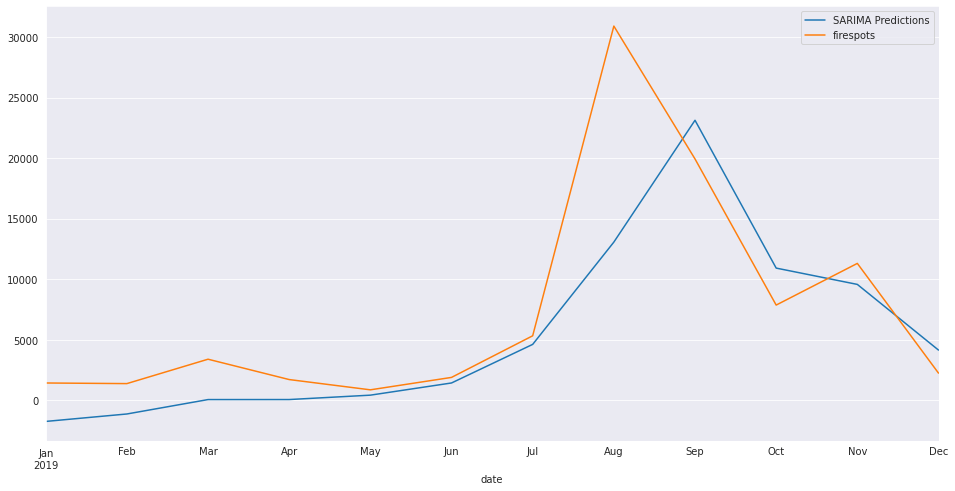 SARIMA Predictions
firespots
30000
25000
20000
15000
10000
5000
0
Jan Feb Mar Apr May Jun Jul Aug Sep Oct Nov Dec
2019
date